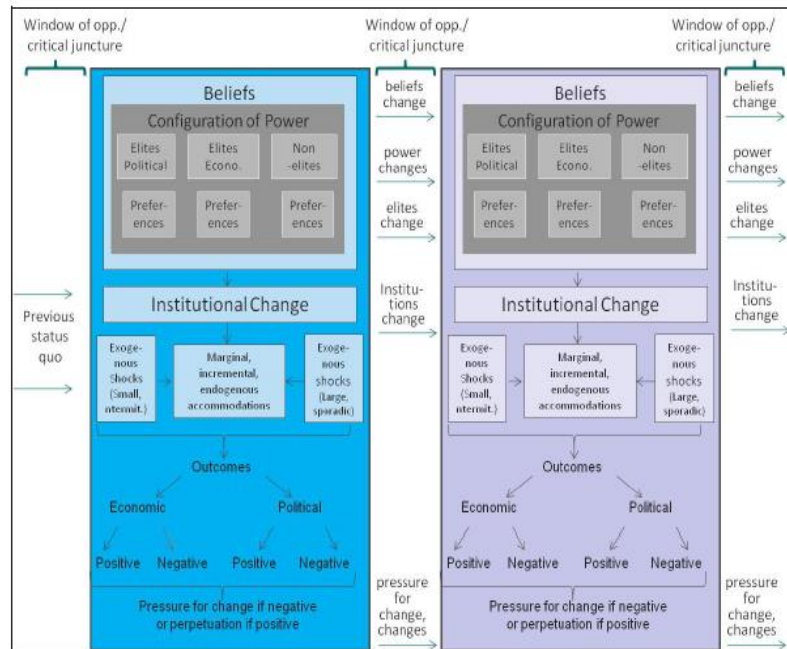 Window of opp./
critical juncture
Window of opp./
critical juncture
Window of opp./
critical juncture
Previous
status
quo
Beliefs
Configuration of Power
Elites
Political
Elites
Econo.
Non
-elites
Prefer-
ences
Prefer-
ences
Prefer-
ences
Institutional Change
Exoge-
nous
Shocks
(Small,
ntermit.)
Marginal,
incremental,
endogenous
accommodations
Exoge-
nous
shocks
(Large,
sporadic)
Outcomes
Economic
Political
Positive
Negative
Positive
Negative
Pressure for change if negative
or perpetuation if positive
beliefs
change
power
changes
elites
change
Institu-
tions
change
pressure
for
change,
changes
Beliefs
Configuration of Power
Elites
Political
Elites
Econo.
Non
-elites
Prefer-
ences
Prefer-
ences
Prefer-
ences
Institutional Change
Exoge-
nous
Shocks
(Small,
ntermit.)
Marginal,
incremental,
endogenous
accommodations
Exoge-
nous
shocks
(Large,
sporadic)
Outcomes
Economic
Political
Positive
Negative
Positive
Negative
Pressure for change if negative
or perpetuation if positive
beliefs
change
power
changes
elites
change
Institu-
tions
change
pressure
for
change,
changes